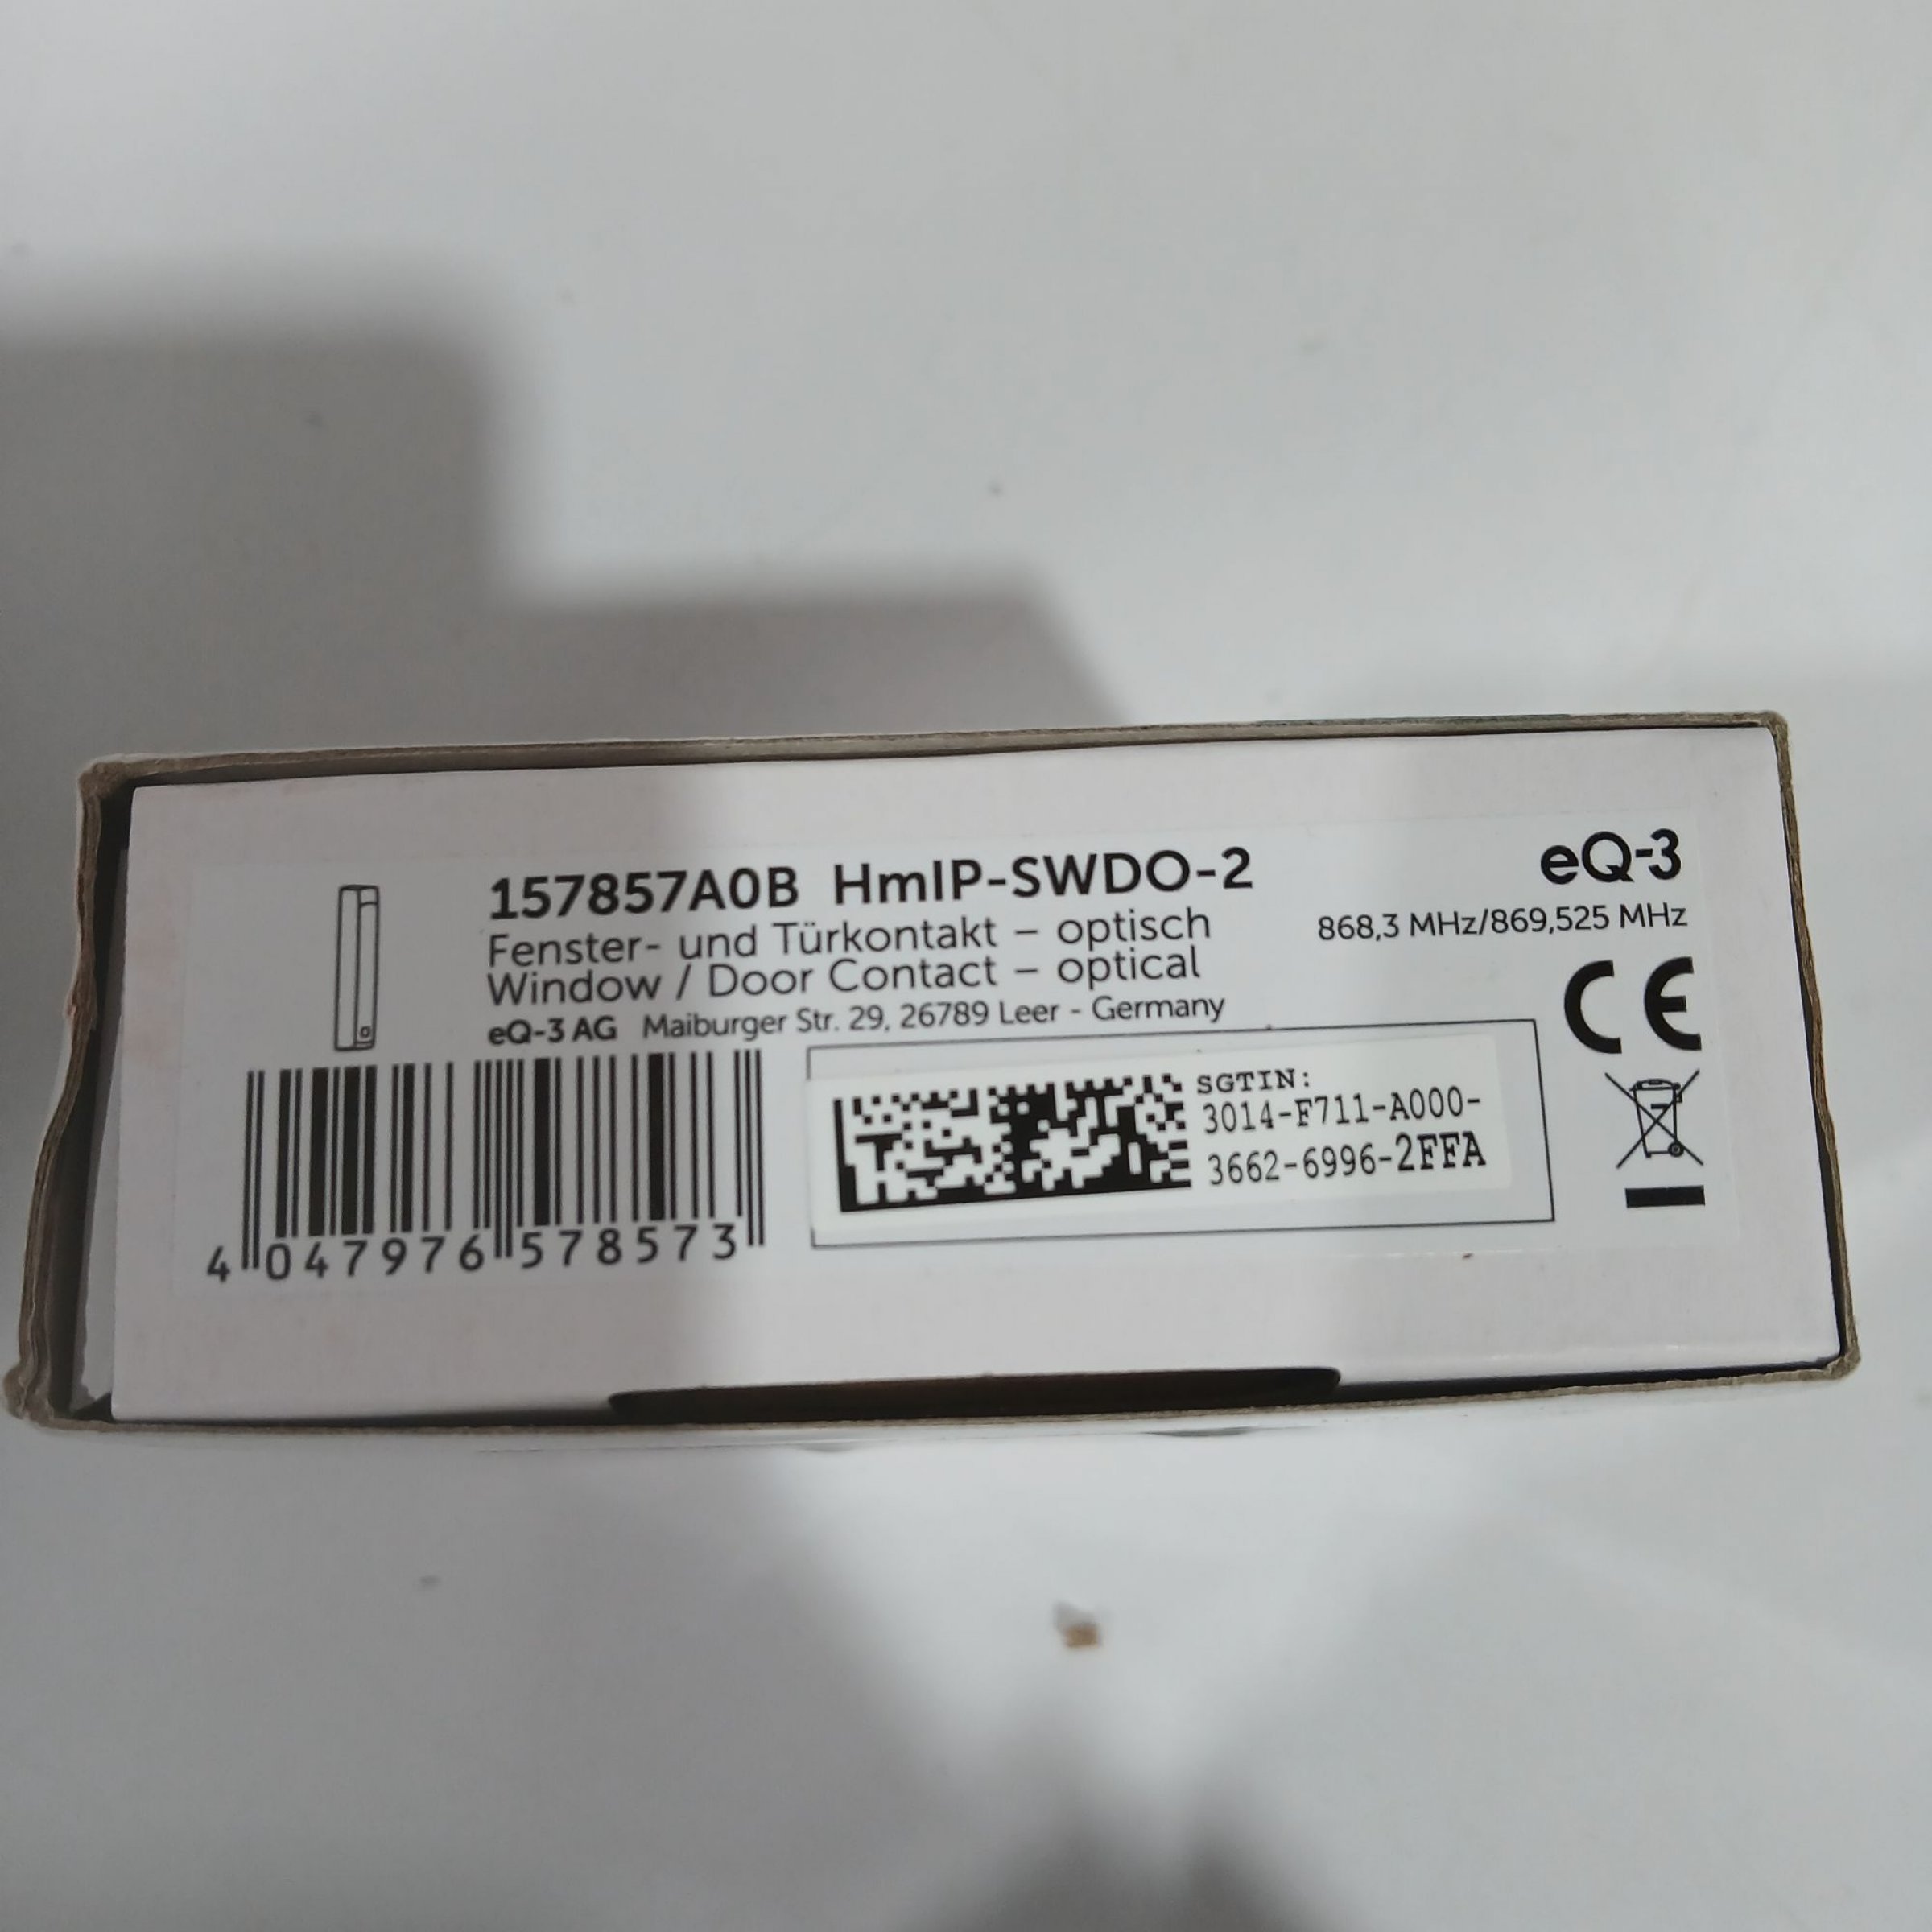 157857A0B HmIP-SWDO-2
Fenster- und Türkontakt – optisch
Window / Door Contact – optical
eQ-3 AG Maiburger Str. 29, 26789 Leer - Germany
eQ-3
868,3 MHz/869,525 MHz
CE
SGTIN:
3014-F711-A000-
3662-6996-2FFA
4 047976 578573